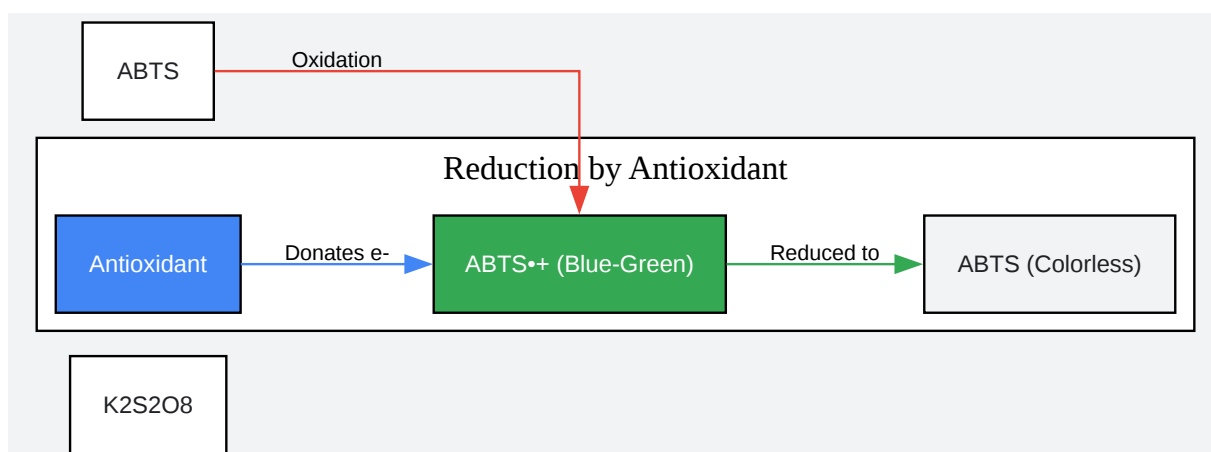 ABTS
Oxidation
Reduction by Antioxidant
Antioxidant
Donates e-
ABTS•+ (Blue-Green)
Reduced to
ABTS (Colorless)
K2S2O8